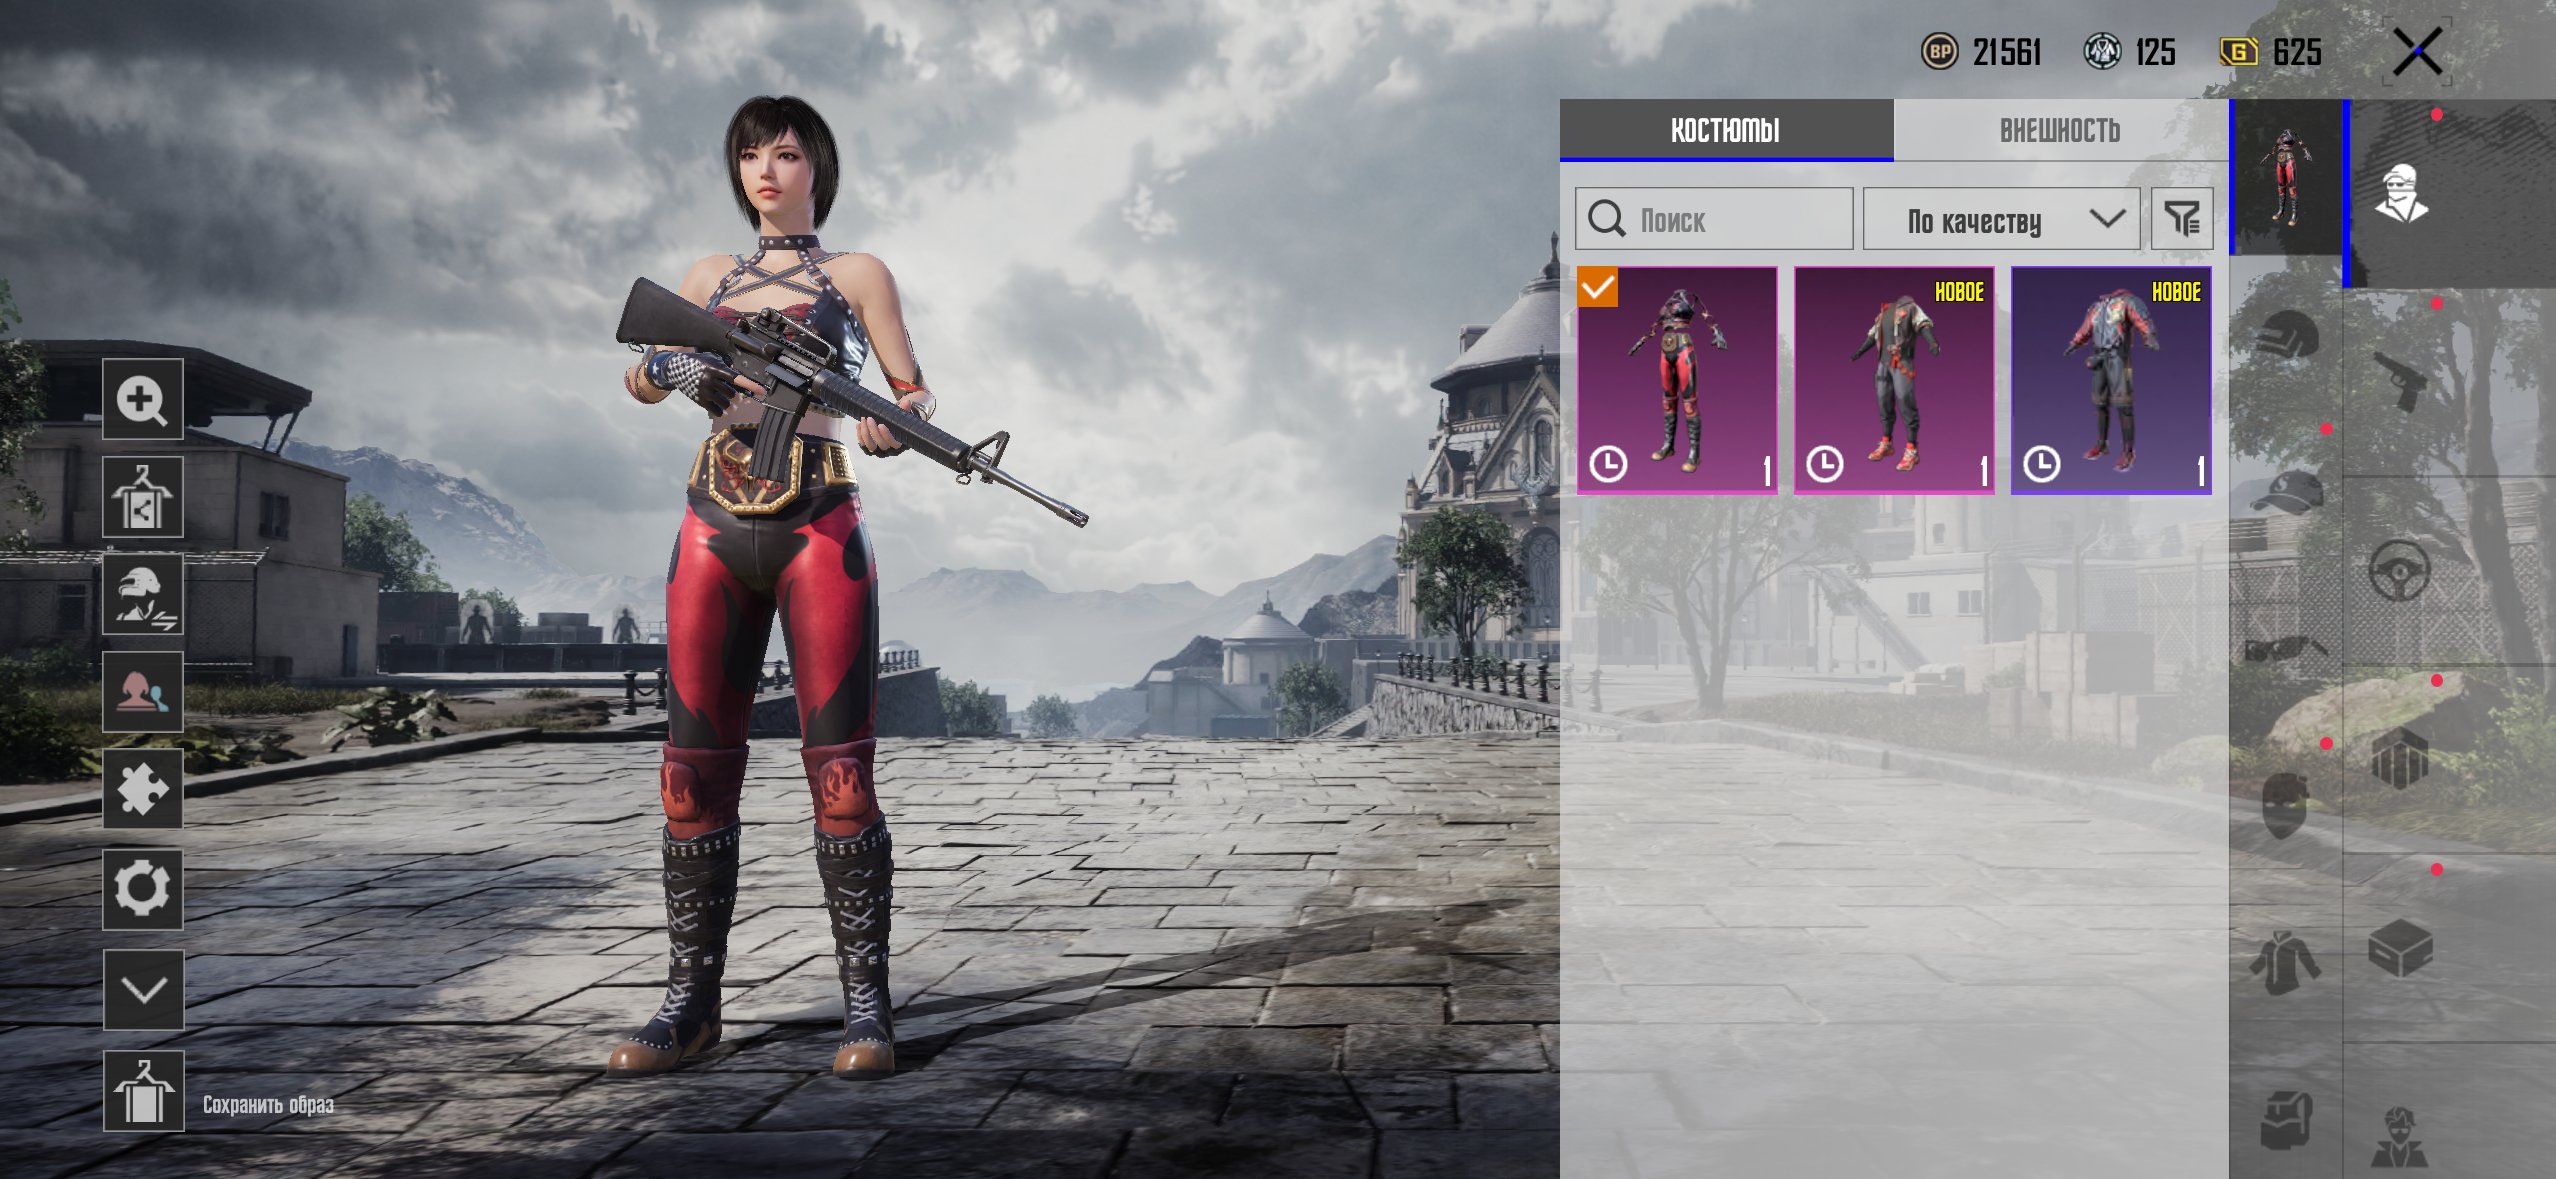 BP 21561 125 G 625
КОСТЮМЫ ВНЕШНОСТЬ
Поиск По качеству
НОВОЕ НОВОЕ
1 1 1
Сохранить образ